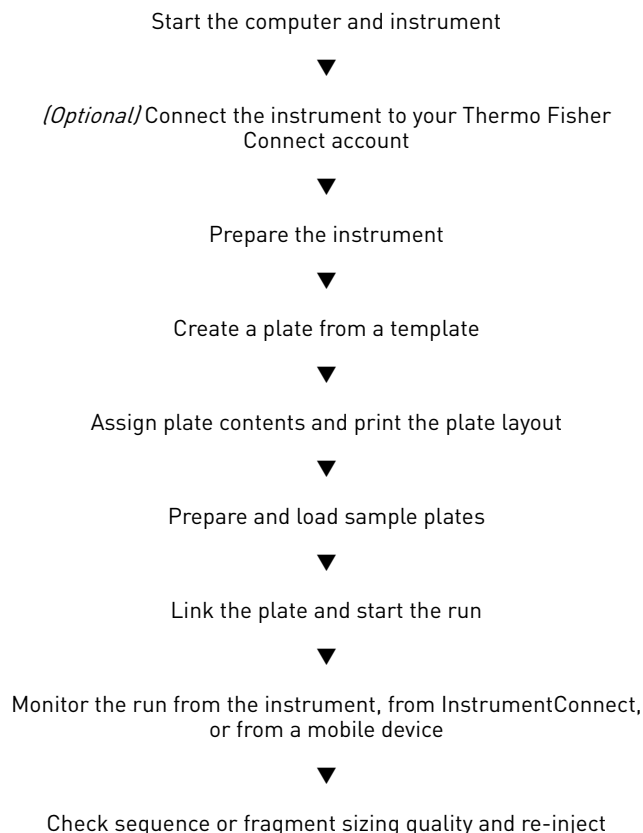 Start the computer and instrument
▼
(Optional) Connect the instrument to your Thermo Fisher
Connect account
▼
Prepare the instrument
▼
Create a plate from a template
▼
Assign plate contents and print the plate layout
▼
Prepare and load sample plates
▼
Link the plate and start the run
▼
Monitor the run from the instrument, from InstrumentConnect,
or from a mobile device
▼
Check sequence or fragment sizing quality and re-inject